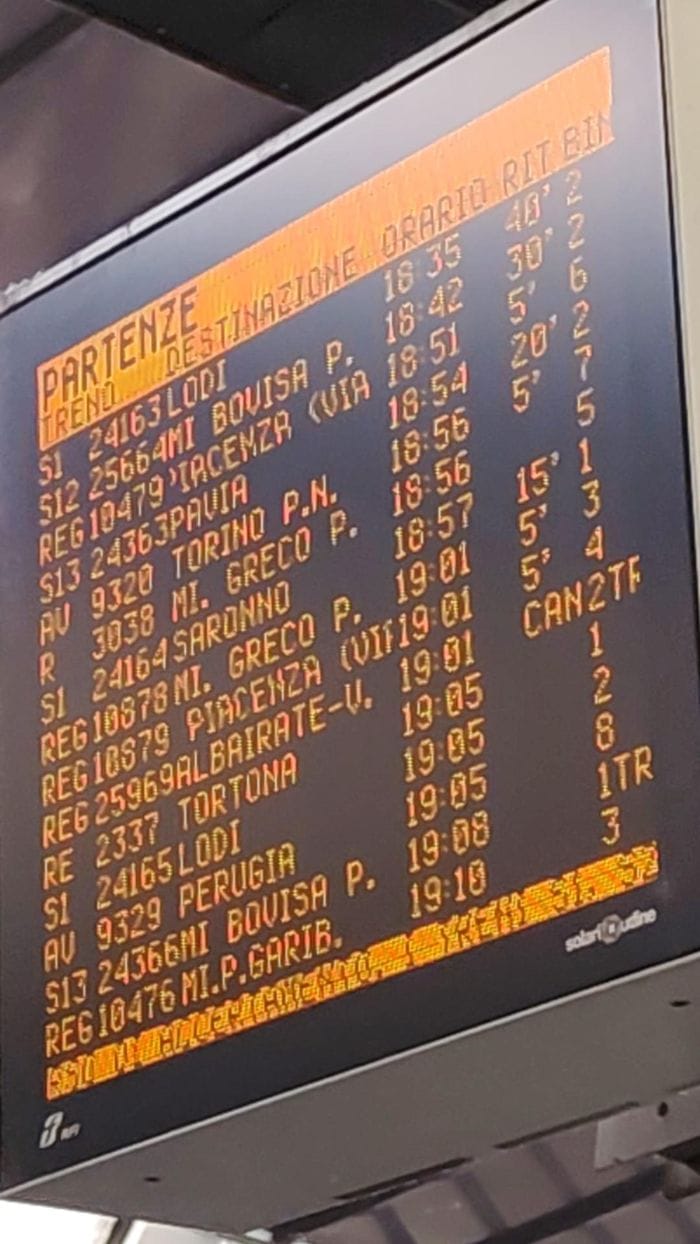 PARTENZE
TRENO DESTINAZIONE ORARIO RIT BIN
S1 24163 LODI 18:35 40' 2
S12 25664 MI BOVISA P. 18:42 30' 2
REG 10479 PIACENZA (VIA 18:51 5' 6
S13 24363 PAVIA 18:54 20' 2
AV 9320 TORINO P.N. 18:56 5' 7
R 3038 MI. GRECO P. 18:56 5
S1 24164 SARONNO 18:57 15' 1
REG 10878 MI. GRECO P. 19:01 5' 3
REG 10879 PIACENZA (VIA 19:01 5' 4
REG 25969 ALBAIRATE-V. 19:01 CAN 2TR
RE 2337 TORTONA 19:05 1
S1 24165 LODI 19:05 2
AV 9329 PERUGIA 19:05 8
S13 24366 MI BOVISA P. 19:08 1TR
REG 10476 MI.P.GARIB. 19:10 3
solari udine
RFI